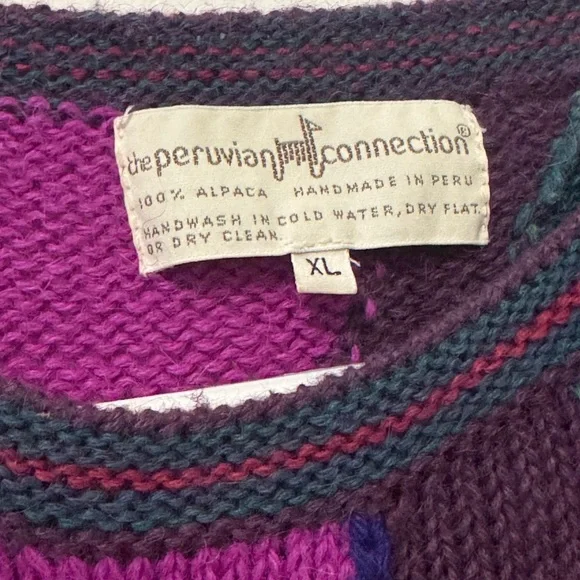 the peruvian connection®
100% ALPACA HANDMADE IN PERU
HANDWASH IN COLD WATER, DRY FLAT.
OR DRY CLEAN.
XL